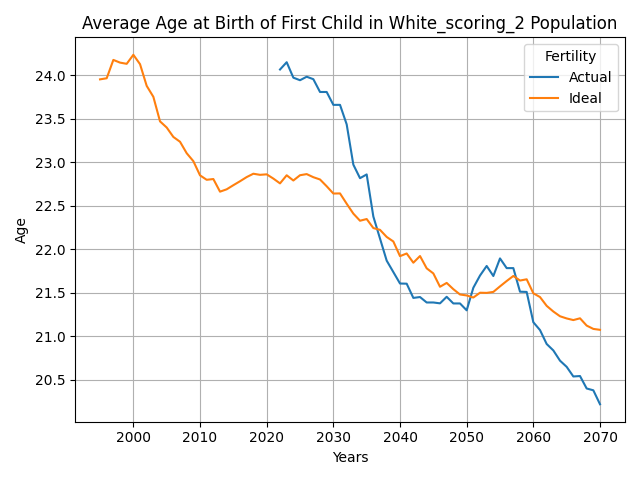 Average Age at Birth of First Child in White_scoring_2 Population
Fertility
Actual
Ideal
Age
24.0
23.5
23.0
22.5
22.0
21.5
21.0
20.5
2000 2010 2020 2030 2040 2050 2060 2070
Years